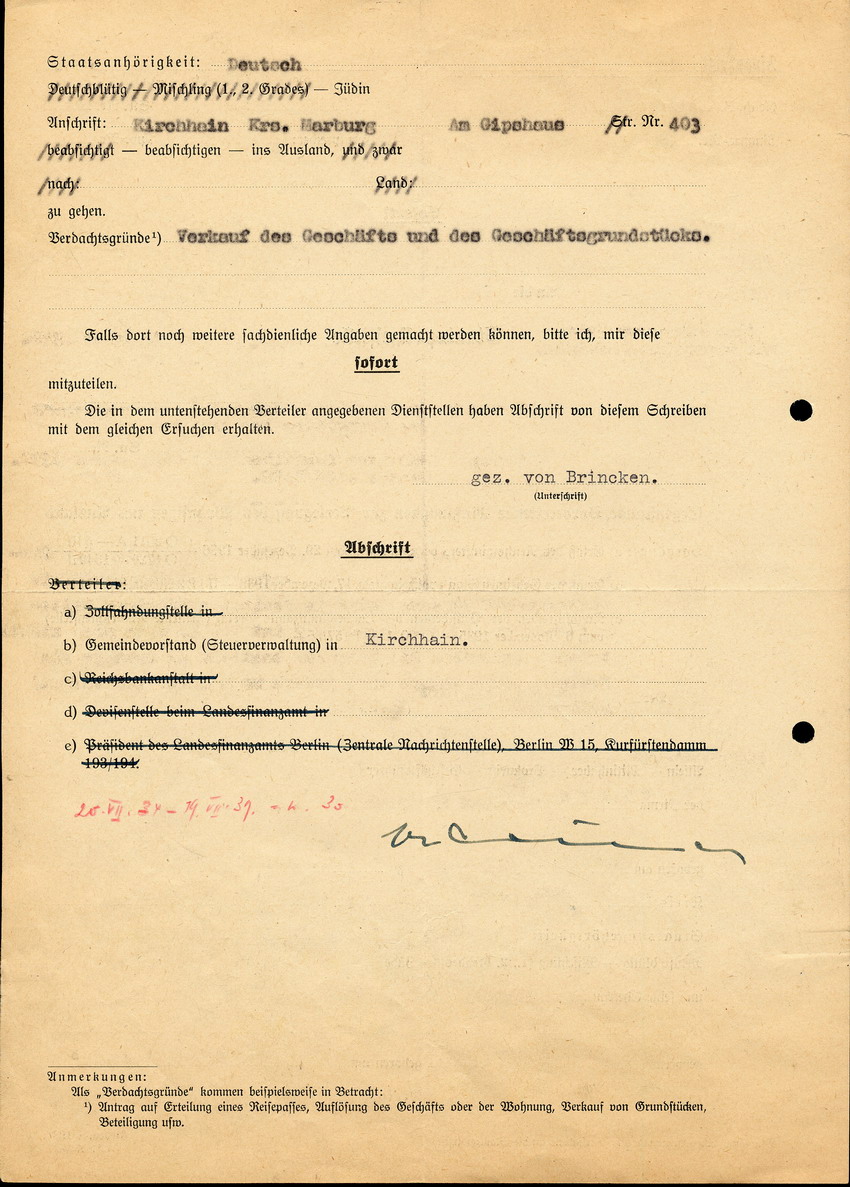 Staatsanhörigkeit: Deutsch
Deutschblütig — Mischling (1., 2. Grades) — Jüdin
Anschrift: Kirchhain Krs. Marburg Am Gipshaus Str. Nr. 403
beabsichtigt — beabsichtigen — ins Ausland, und zwar
nach: Land:
zu gehen.
Verdachtsgründe¹) Verkauf des Geschäfts und des Geschäftsgrundstücks.
Falls dort noch weitere sachdienliche Angaben gemacht werden können, bitte ich, mir diese
sofort
mitzuteilen.
Die in dem untenstehenden Verteiler angegebenen Dienststellen haben Abschrift von diesem Schreiben
mit dem gleichen Ersuchen erhalten.
gez. von Brincken.
(Unterschrift)
Abschrift
Verteiler:
a) Zollfahndungstelle in
b) Gemeindevorstand (Steuerverwaltung) in Kirchhain.
c) Reichsbankanstalt in
d) Devisenstelle beim Landesfinanzamt in
e) Präsident des Landesfinanzamts Berlin (Zentrale Nachrichtenstelle), Berlin W 15, Kurfürstendamm
193/194.
Anmerkungen:
Als „Verdachtsgründe" kommen beispielsweise in Betracht:
¹) Antrag auf Erteilung eines Reisepasses, Auflösung des Geschäfts oder der Wohnung, Verkauf von Grundstücken,
Beteiligung usw.